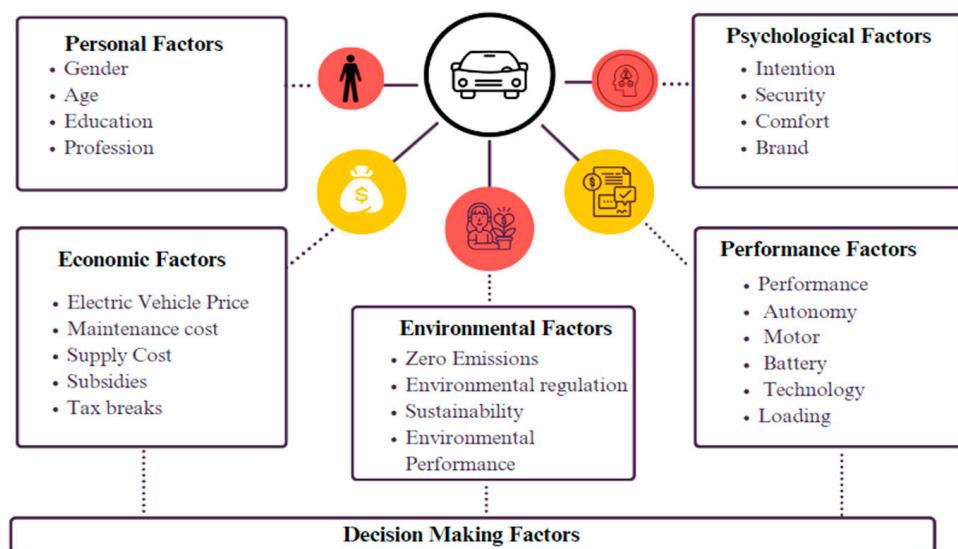 Personal Factors
• Gender
• Age
• Education
• Profession
Psychological Factors
• Intention
• Security
• Comfort
• Brand
Economic Factors
• Electric Vehicle Price
• Maintenance cost
• Supply Cost
• Subsidies
• Tax breaks
Environmental Factors
• Zero Emissions
• Environmental regulation
• Sustainability
• Environmental
Performance
Performance Factors
• Performance
• Autonomy
• Motor
• Battery
• Technology
• Loading
Decision Making Factors